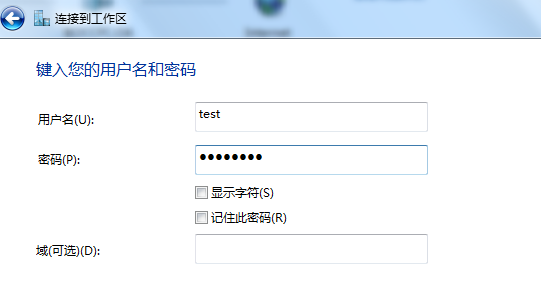 连接到工作区
键入您的用户名和密码
用户名(U):
test
密码(P):
●●●●●●●●
显示字符(S)
记住此密码(R)
域(可选)(D):